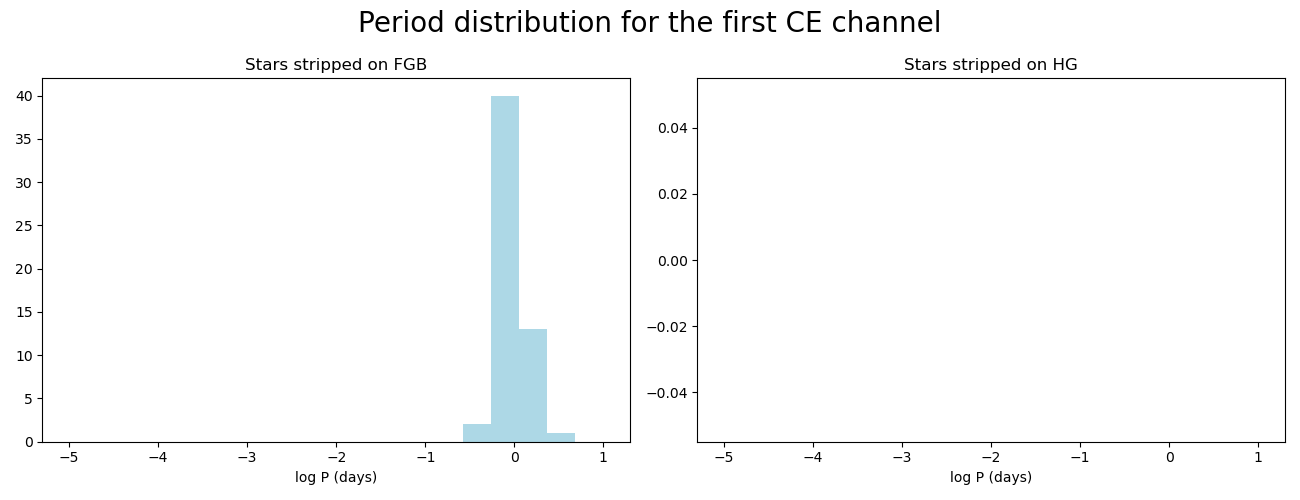 Period distribution for the first CE channel
Stars stripped on FGB
40
35
30
25
20
15
10
5
0
−5 −4 −3 −2 −1 0 1
log P (days)
Stars stripped on HG
0.04
0.02
0.00
−0.02
−0.04
−5 −4 −3 −2 −1 0 1
log P (days)